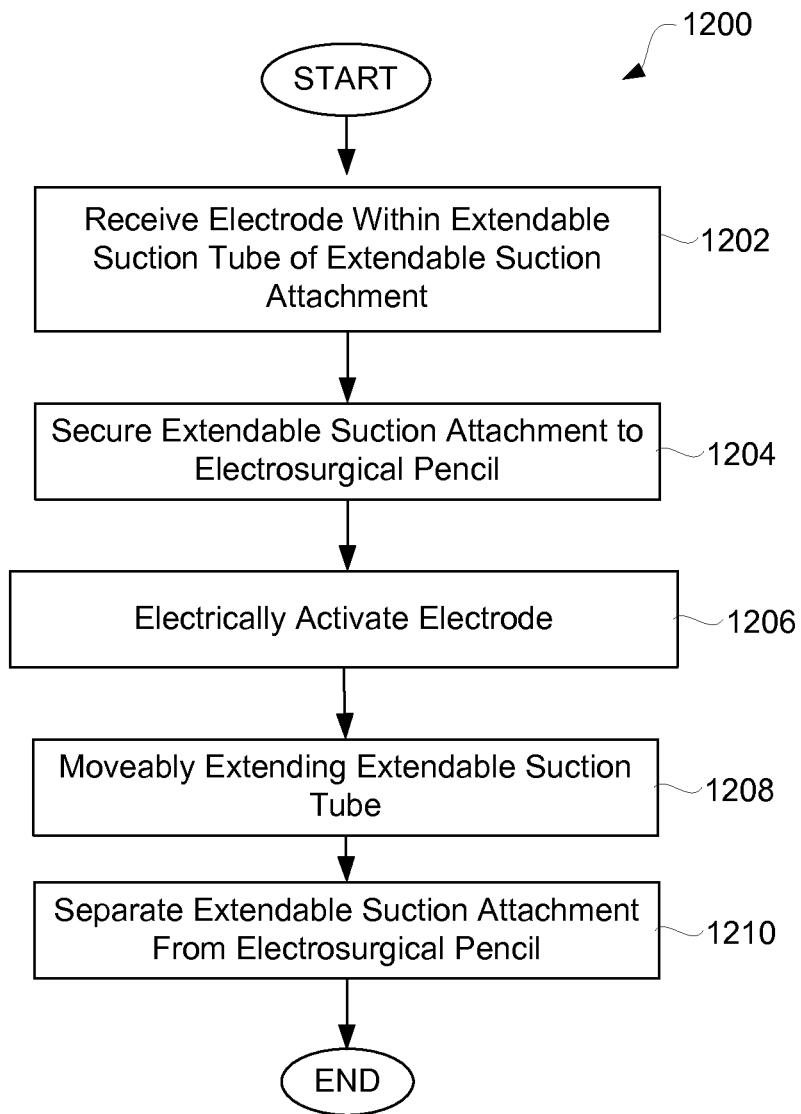 1200
START
Receive Electrode Within Extendable
Suction Tube of Extendable Suction
Attachment
1202
Secure Extendable Suction Attachment to
Electrosurgical Pencil
1204
Electrically Activate Electrode
1206
Moveably Extending Extendable Suction
Tube
1208
Separate Extendable Suction Attachment
From Electrosurgical Pencil
1210
END